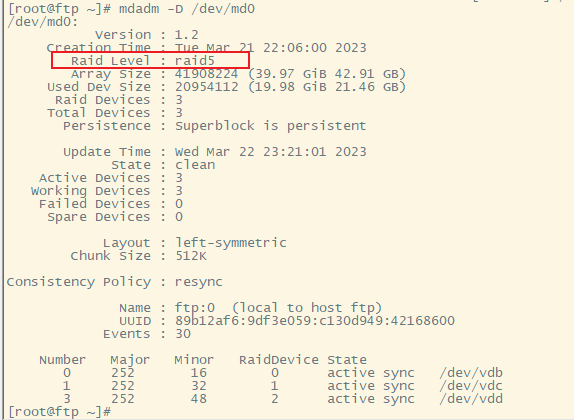 [root@ftp ~]# mdadm -D /dev/md0
/dev/md0:
Version : 1.2
Creation Time : Tue Mar 21 22:06:00 2023
Raid Level : raid5
Array Size : 41908224 (39.97 GiB 42.91 GB)
Used Dev Size : 20954112 (19.98 GiB 21.46 GB)
Raid Devices : 3
Total Devices : 3
Persistence : Superblock is persistent
Update Time : Wed Mar 22 23:21:01 2023
State : clean
Active Devices : 3
Working Devices : 3
Failed Devices : 0
Spare Devices : 0
Layout : left-symmetric
Chunk Size : 512K
Consistency Policy : resync
Name : ftp:0 (local to host ftp)
UUID : 89b12af6:9df3e059:c130d949:42168600
Events : 30
Number Major Minor RaidDevice State
0 252 16 0 active sync /dev/vdb
1 252 32 1 active sync /dev/vdc
3 252 48 2 active sync /dev/vdd
[root@ftp ~]#